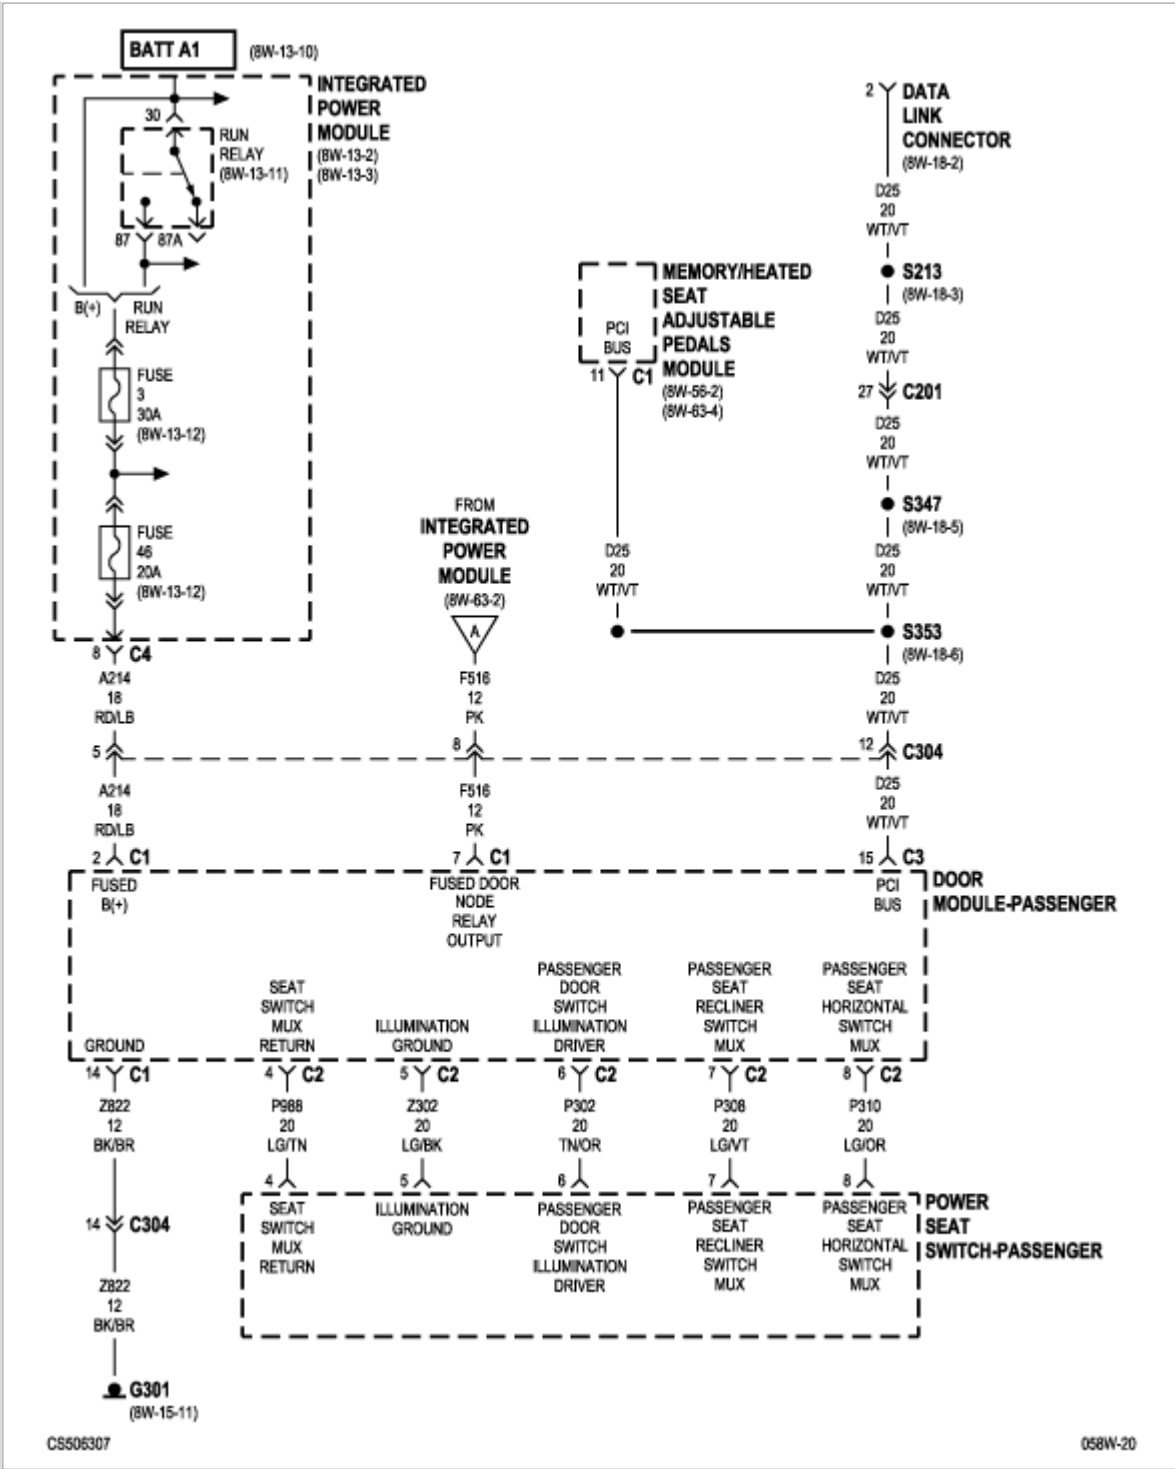 BATT A1
(8W-13-10)
INTEGRATED
POWER
MODULE
(8W-13-2)
(8W-13-3)
30
RUN
RELAY
(8W-13-11)
87
87A
B(+)
RUN
RELAY
FUSE
3
30A
(8W-13-12)
FUSE
46
20A
(8W-13-12)
8
C4
A214
18
RD/LB
5
A214
18
RD/LB
2
C1
FROM
INTEGRATED
POWER
MODULE
(8W-63-2)
A
F516
12
PK
8
F516
12
PK
7
C1
PCI
BUS
MEMORY/HEATED
SEAT
ADJUSTABLE
PEDALS
MODULE
(8W-56-2)
(8W-63-4)
11
C1
D25
20
WT/VT
2
DATA
LINK
CONNECTOR
(8W-18-2)
D25
20
WT/VT
S213
(8W-18-3)
D25
20
WT/VT
27
C201
D25
20
WT/VT
S347
(8W-18-5)
D25
20
WT/VT
S353
(8W-18-6)
D25
20
WT/VT
12
C304
D25
20
WT/VT
15
C3
FUSED
B(+)
FUSED DOOR
NODE
RELAY
OUTPUT
PCI
BUS
DOOR
MODULE-PASSENGER
GROUND
SEAT
SWITCH
MUX
RETURN
ILLUMINATION
GROUND
PASSENGER
DOOR
SWITCH
ILLUMINATION
DRIVER
PASSENGER
SEAT
RECLINER
SWITCH
MUX
PASSENGER
SEAT
HORIZONTAL
SWITCH
MUX
14
C1
4
C2
5
C2
6
C2
7
C2
8
C2
Z822
12
BK/BR
P988
20
LG/TN
Z302
20
LG/BK
P302
20
TN/OR
P308
20
LG/VT
P310
20
LG/OR
4
5
6
7
8
14
C304
Z822
12
BK/BR
G301
(8W-15-11)
SEAT
SWITCH
MUX
RETURN
ILLUMINATION
GROUND
PASSENGER
DOOR
SWITCH
ILLUMINATION
DRIVER
PASSENGER
SEAT
RECLINER
SWITCH
MUX
PASSENGER
SEAT
HORIZONTAL
SWITCH
MUX
POWER
SEAT
SWITCH-PASSENGER
CS506307
058W-20